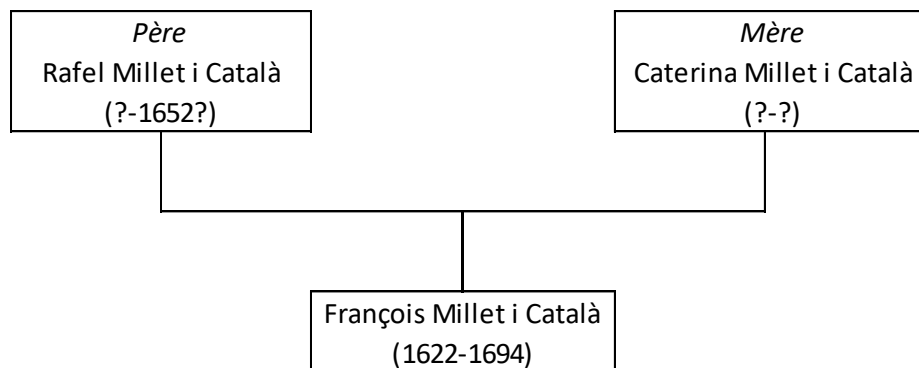 Père
Rafel Millet i Català
(?-1652?)
Mère
Caterina Millet i Català
(?-?)
François Millet i Català
(1622-1694)